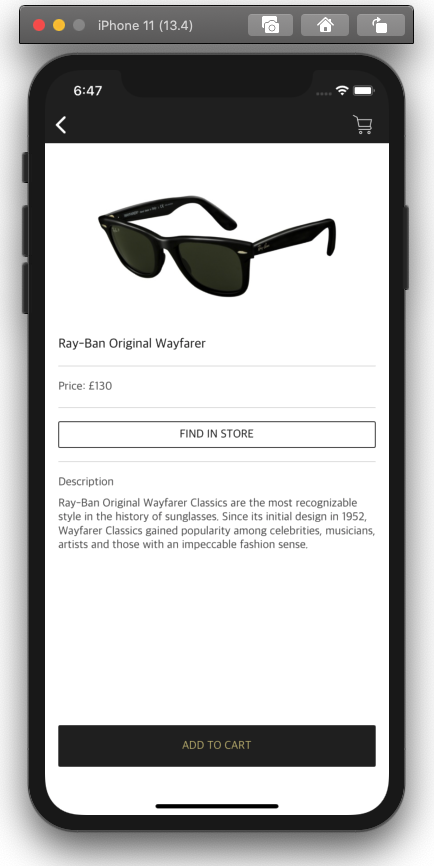 iPhone 11 (13.4)
6:47
Ray-Ban Original Wayfarer
Price: £130
FIND IN STORE
Description
Ray-Ban Original Wayfarer Classics are the most recognizable
style in the history of sunglasses. Since its initial design in 1952,
Wayfarer Classics gained popularity among celebrities, musicians,
artists and those with an impeccable fashion sense.
ADD TO CART